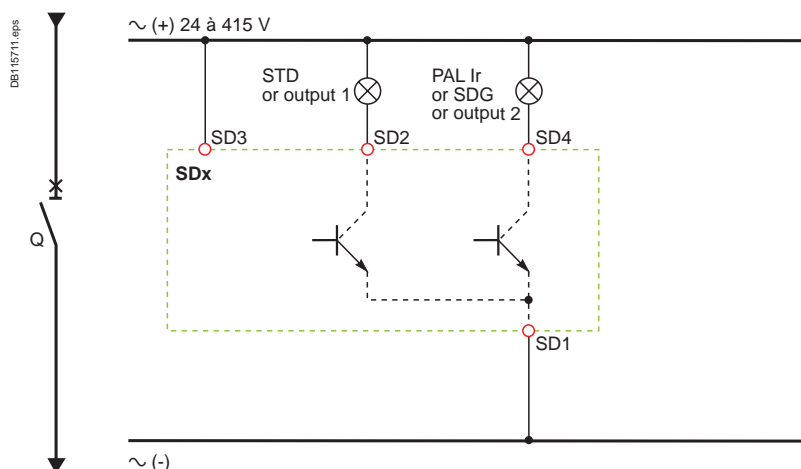 DB115711.eps
∼ (+) 24 à 415 V
STD
or output 1
PAL Ir
or SDG
or output 2
SD3
SD2
SD4
SDx
Q
SD1
∼ (-)